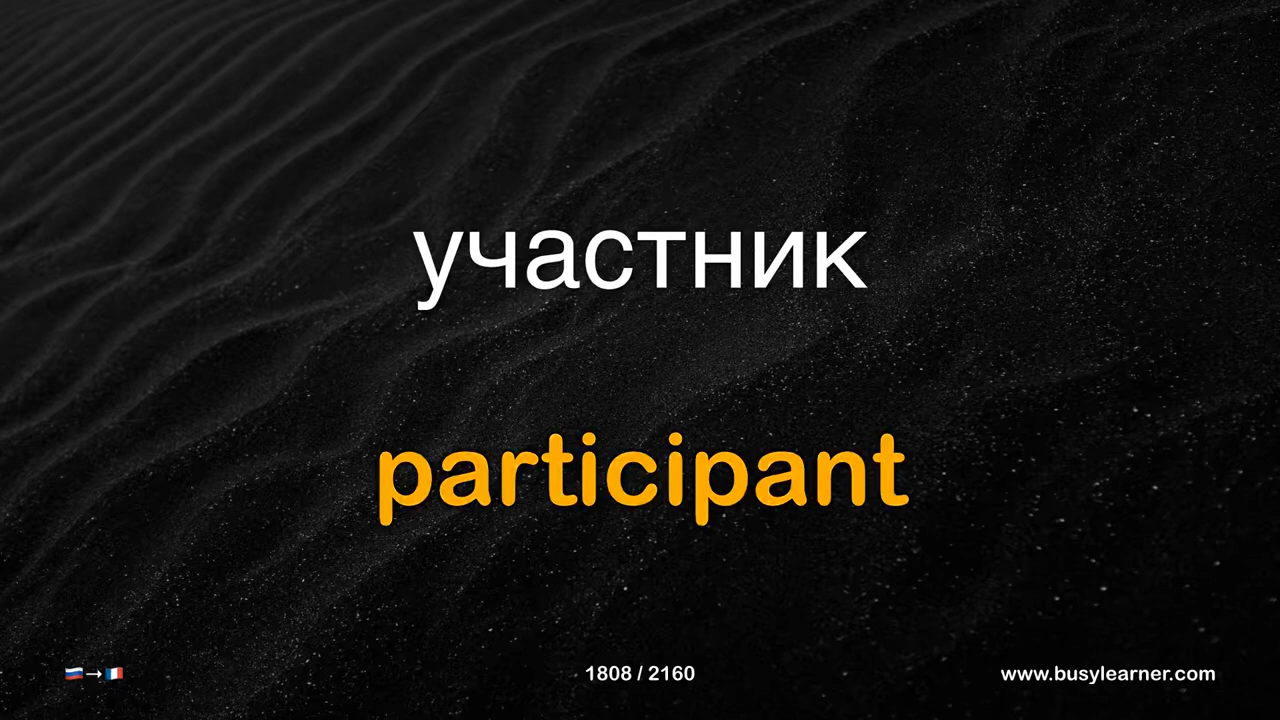 участник
participant
🇷🇺→🇫🇷
1808 / 2160
www.busylearner.com